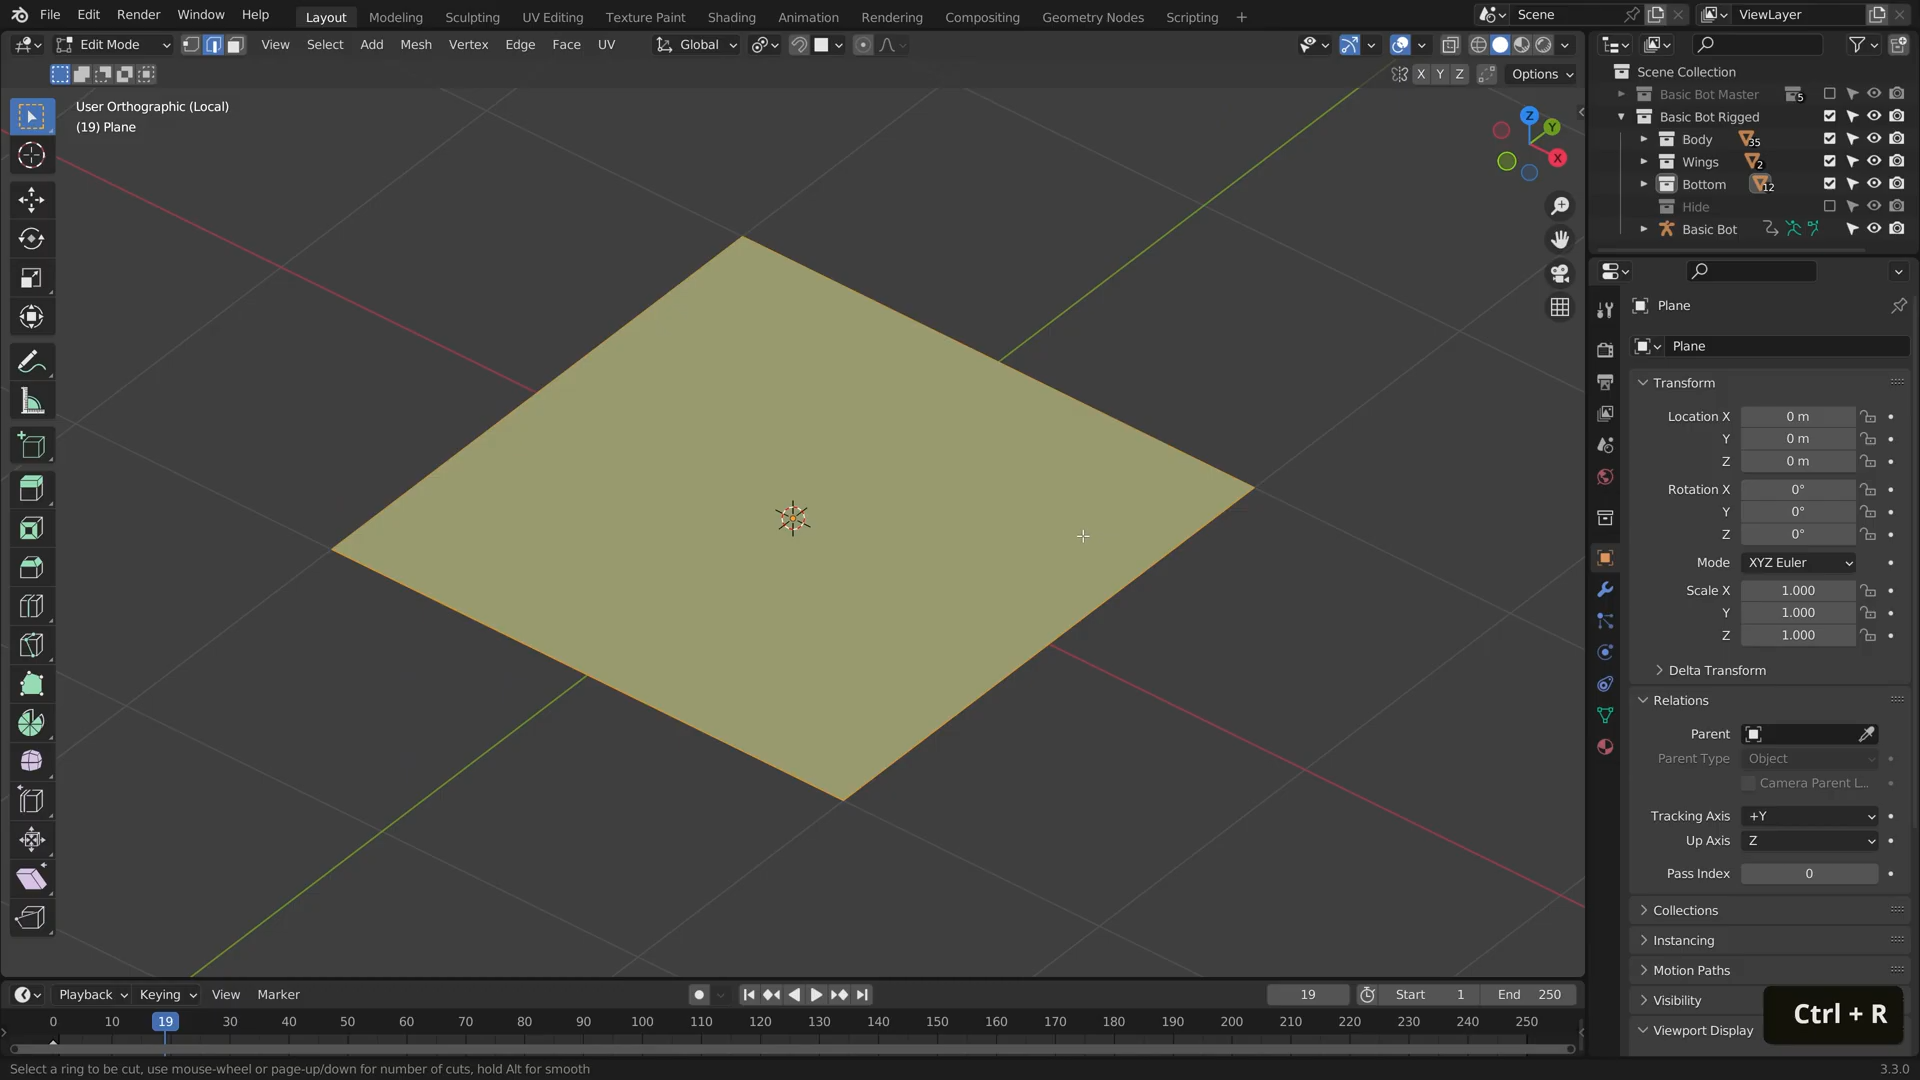 File Edit Render Window Help Layout Modeling Sculpting UV Editing Texture Paint Shading Animation Rendering Compositing Geometry Nodes Scripting + Scene ViewLayer
Edit Mode View Select Add Mesh Vertex Edge Face UV Global
X Y Z Options
User Orthographic (Local)
(19) Plane
Z
Y
X
Scene Collection
Basic Bot Master 5
Basic Bot Rigged
Body 35
Wings 2
Bottom 12
Hide
Basic Bot
Plane
Plane
Transform
Location X 0 m
Y 0 m
Z 0 m
Rotation X 0°
Y 0°
Z 0°
Mode XYZ Euler
Scale X 1.000
Y 1.000
Z 1.000
Delta Transform
Relations
Parent
Parent Type Object
Camera Parent L...
Tracking Axis +Y
Up Axis Z
Pass Index 0
Collections
Instancing
Motion Paths
Visibility
Viewport Display
Ctrl + R
Playback Keying View Marker 19 Start 1 End 250
0 10 19 30 40 50 60 70 80 90 100 110 120 130 140 150 160 170 180 190 200 210 220 230 240 250
Select a ring to be cut, use mouse-wheel or page-up/down for number of cuts, hold Alt for smooth 3.3.0